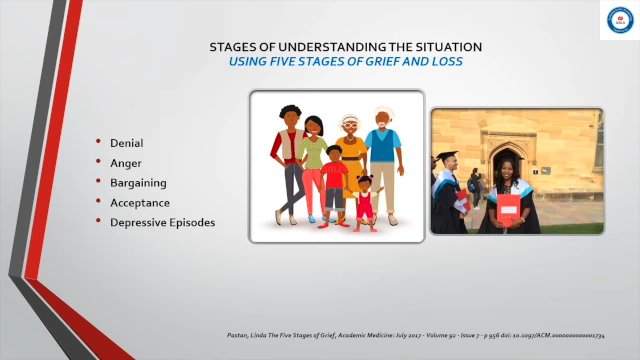 STAGES OF UNDERSTANDING THE SITUATION
USING FIVE STAGES OF GRIEF AND LOSS
• Denial
• Anger
• Bargaining
• Acceptance
• Depressive Episodes
Pastan, Linda The Five Stages of Grief, Academic Medicine: July 2017 - Volume 92 - Issue 7 - p 956 doi: 10.1097/ACM.0000000000001734